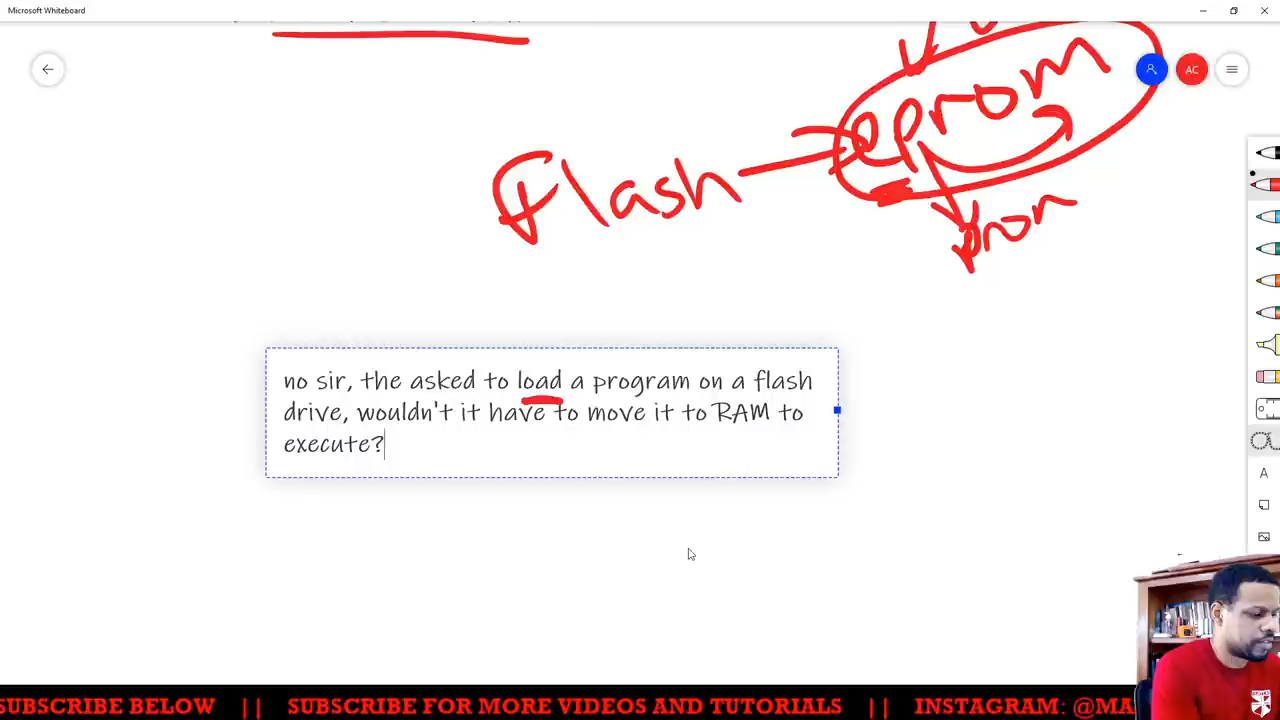 Microsoft Whiteboard
AC
eprom
Flash
prom
no sir, the asked to load a program on a flash
drive, wouldn't it have to move it to RAM to
execute?
A
SUBSCRIBE BELOW || SUBSCRIBE FOR MORE VIDEOS AND TUTORIALS || INSTAGRAM: @MA